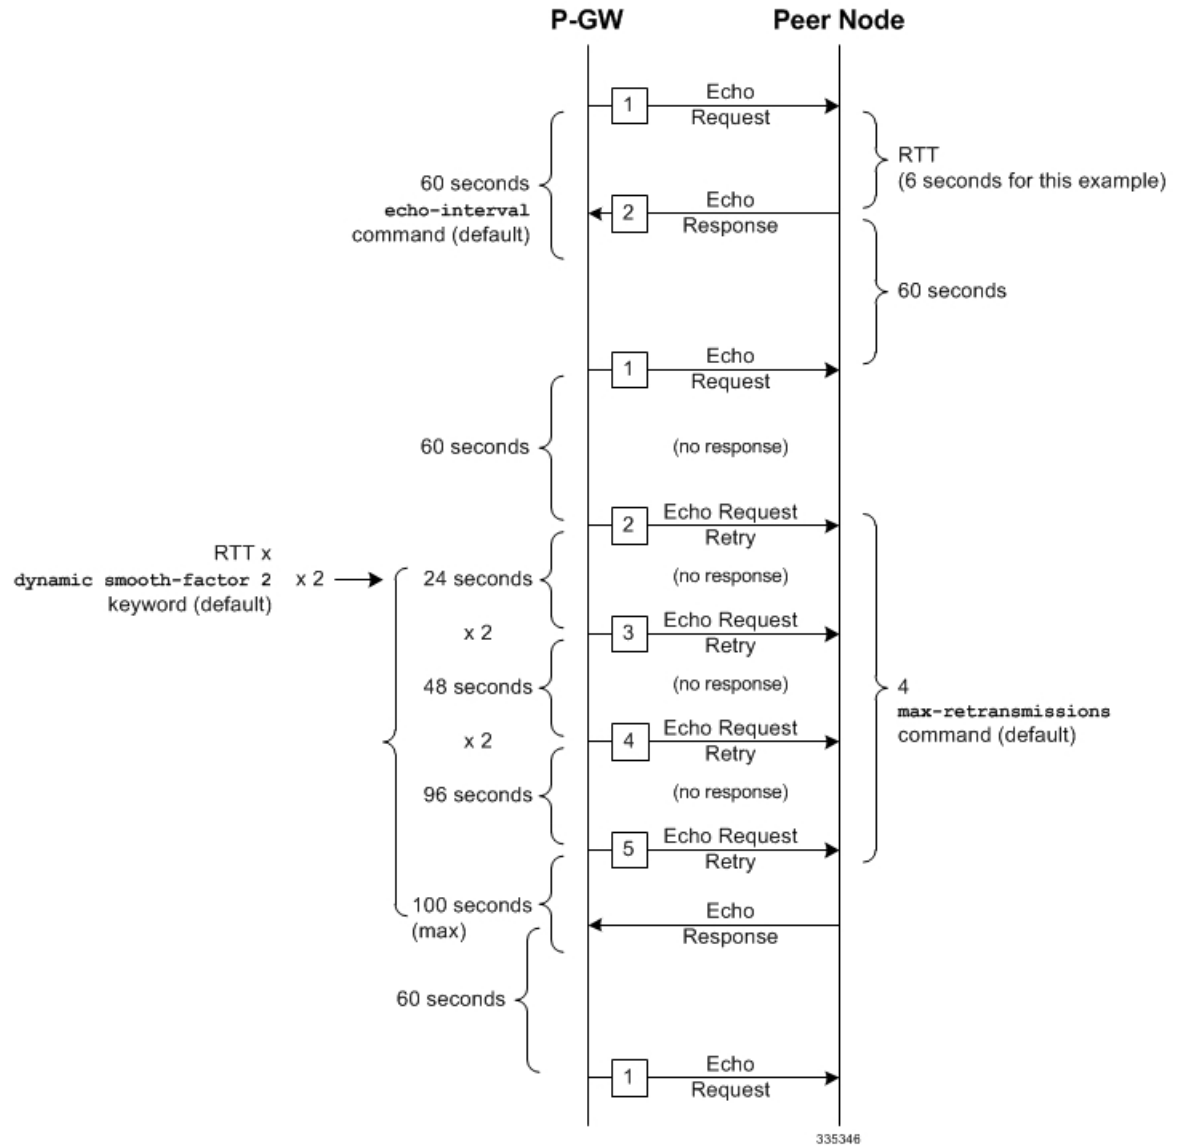 P-GW
Peer Node
1
Echo
Request
RTT
(6 seconds for this example)
60 seconds
echo-interval
command (default)
2
Echo
Response
60 seconds
1
Echo
Request
60 seconds
(no response)
2
Echo Request
Retry
RTT x
dynamic smooth-factor 2
keyword (default)
x 2
24 seconds
(no response)
x 2
3
Echo Request
Retry
48 seconds
(no response)
4
max-retransmissions
command (default)
x 2
4
Echo Request
Retry
96 seconds
(no response)
5
Echo Request
Retry
100 seconds
(max)
Echo
Response
60 seconds
1
Echo
Request
335346